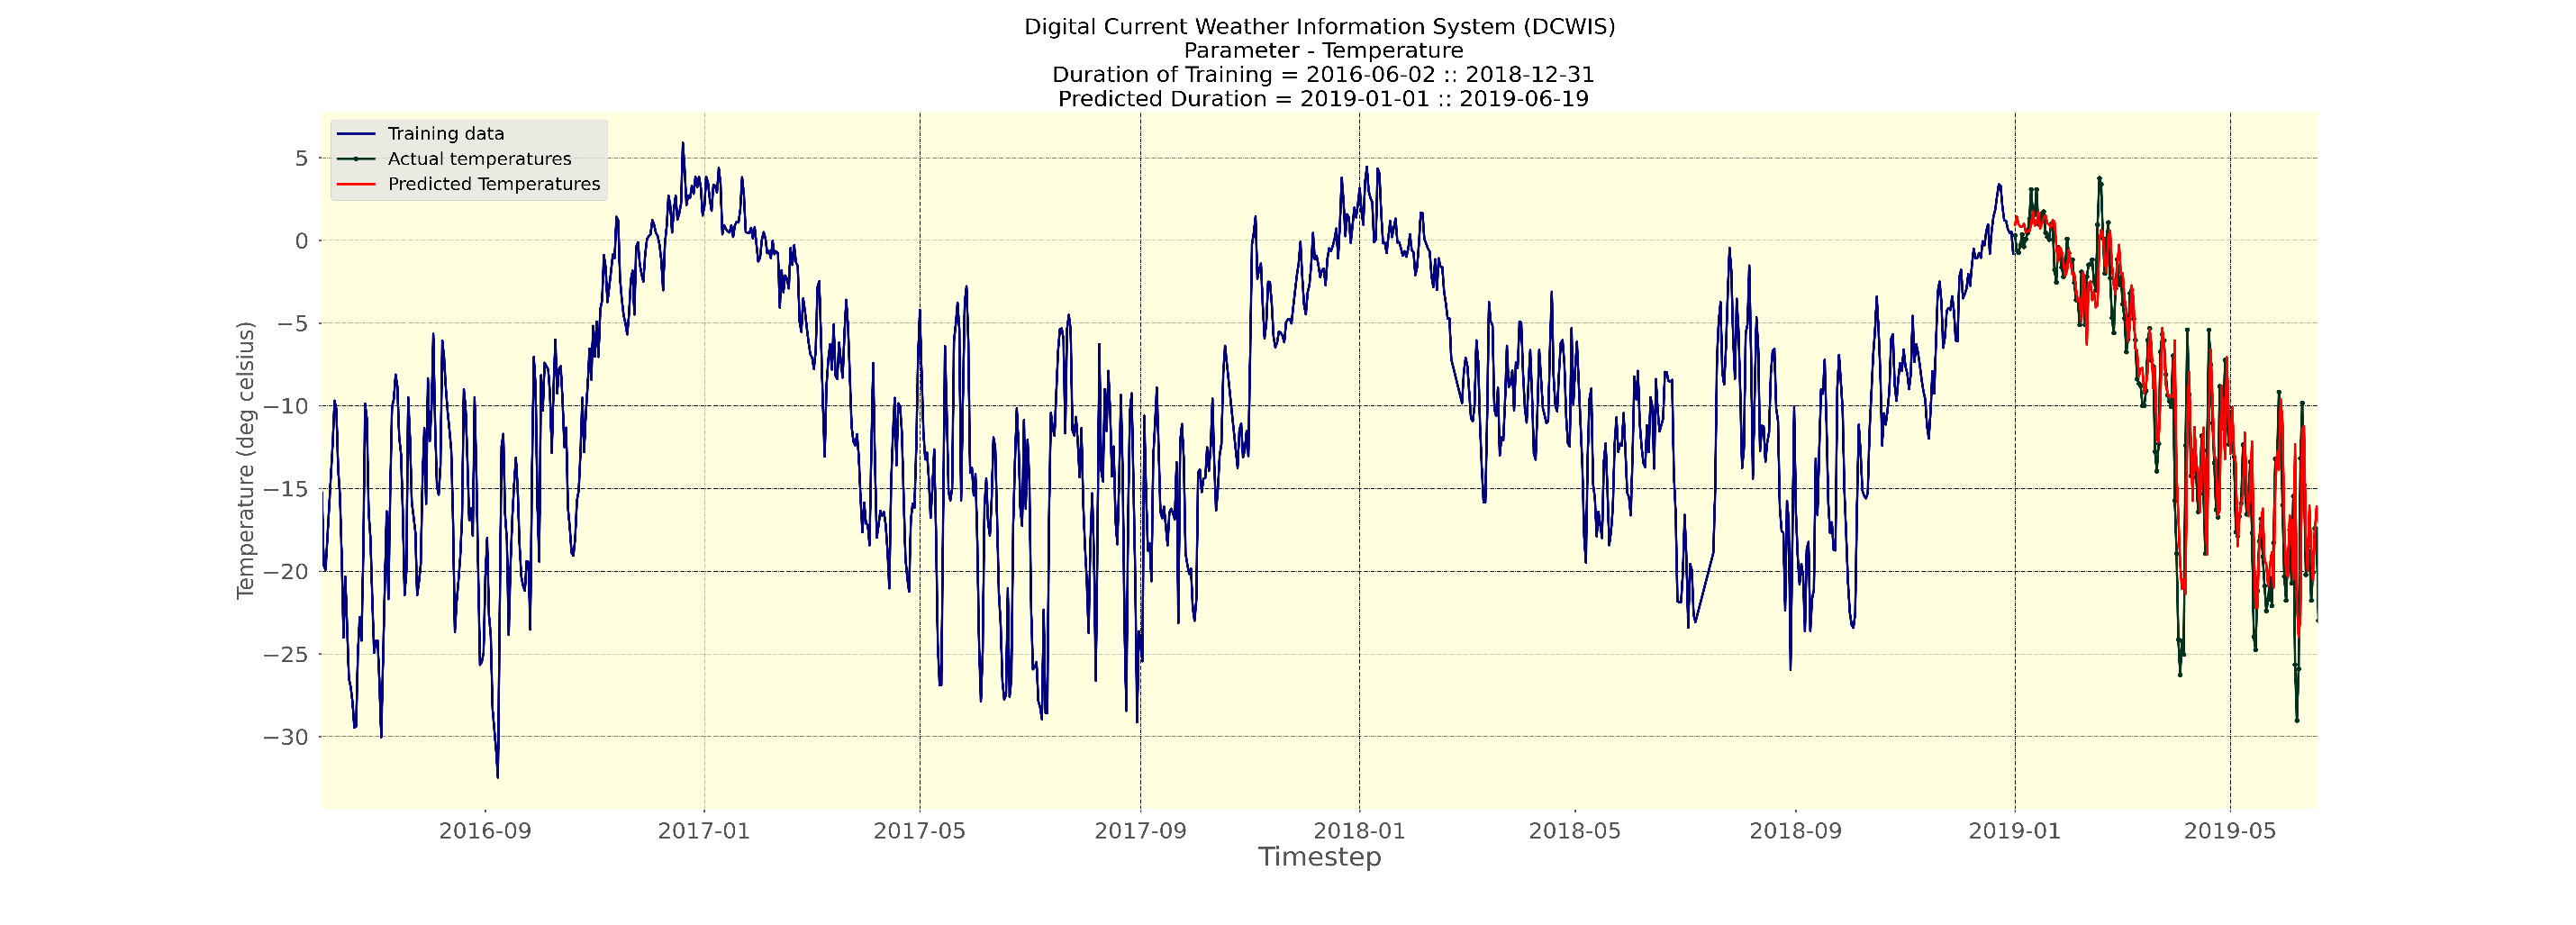 Digital Current Weather Information System (DCWIS)
Parameter - Temperature
Duration of Training = 2016-06-02 :: 2018-12-31
Predicted Duration = 2019-01-01 :: 2019-06-19
Training data
Actual temperatures
Predicted Temperatures
Temperature (deg celsius)
5
0
−5
−10
−15
−20
−25
−30
2016-09
2017-01
2017-05
2017-09
2018-01
2018-05
2018-09
2019-01
2019-05
Timestep